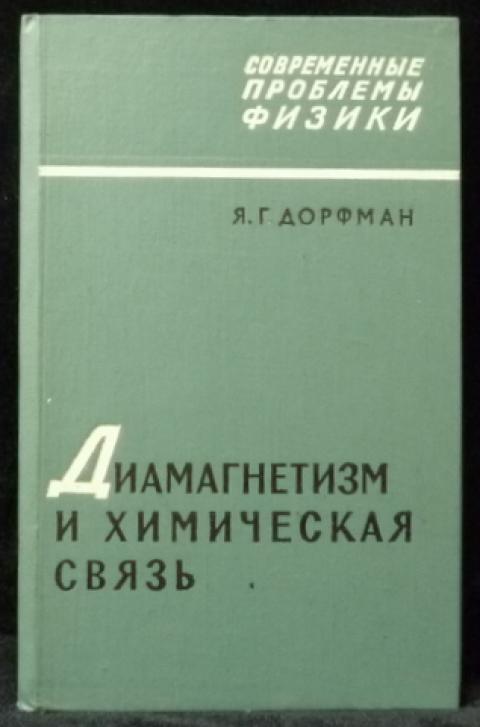 СОВРЕМЕННЫЕ
ПРОБЛЕМЫ
ФИЗИКИ
Я. Г. ДОРФМАН
ДИАМАГНЕТИЗМ
И ХИМИЧЕСКАЯ
СВЯЗЬ